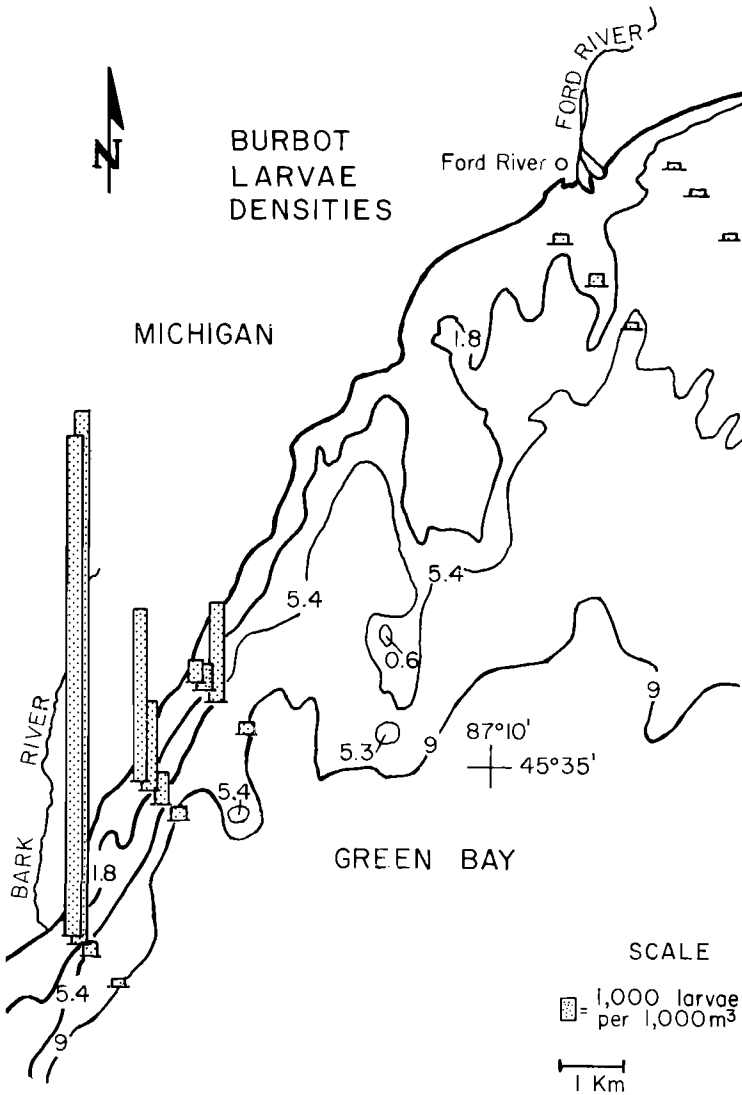 FORD RIVER
N
BURBOT
LARVAE
DENSITIES
Ford River
MICHIGAN
1.8
5.4
5.4
0.6
5.3
9
9
87°10'
45°35'
5.4
BARK RIVER
1.8
GREEN BAY
5.4
9
SCALE
= 1,000 larvae
per 1,000m³
1 Km